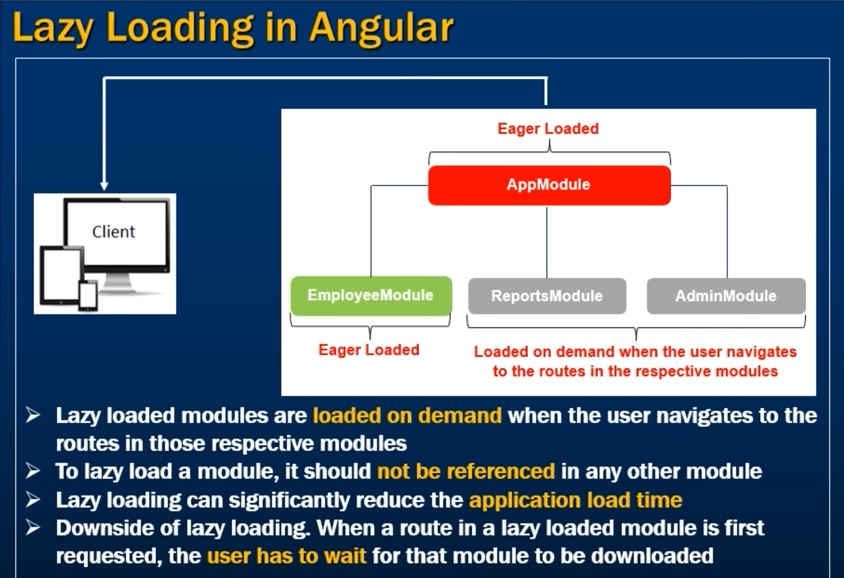 Lazy Loading in Angular
Eager Loaded
AppModule
Client
EmployeeModule
ReportsModule
AdminModule
Eager Loaded
Loaded on demand when the user navigates
to the routes in the respective modules
➢ Lazy loaded modules are loaded on demand when the user navigates to the
routes in those respective modules
➢ To lazy load a module, it should not be referenced in any other module
➢ Lazy loading can significantly reduce the application load time
➢ Downside of lazy loading. When a route in a lazy loaded module is first
requested, the user has to wait for that module to be downloaded